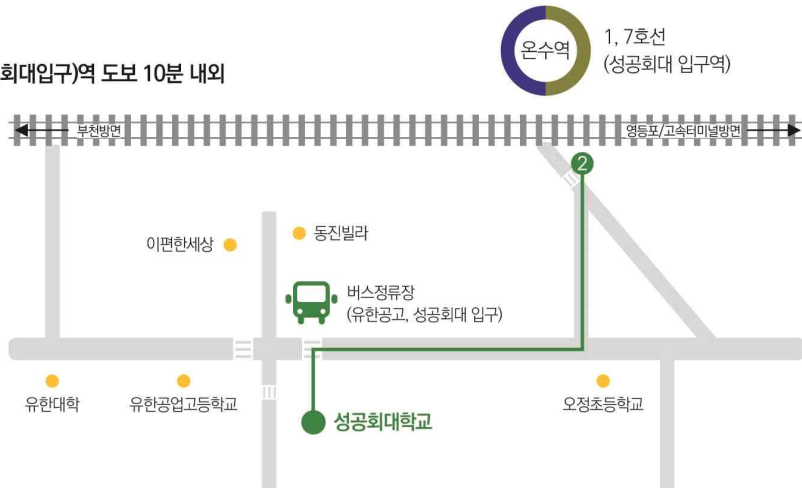 온수역
1, 7호선
(성공회대 입구역)
회대입구)역 도보 10분 내외
부천방면
영등포/고속터미널방면
2
이편한세상
동진빌라
버스정류장
(유한공고, 성공회대 입구)
유한대학
유한공업고등학교
오정초등학교
성공회대학교